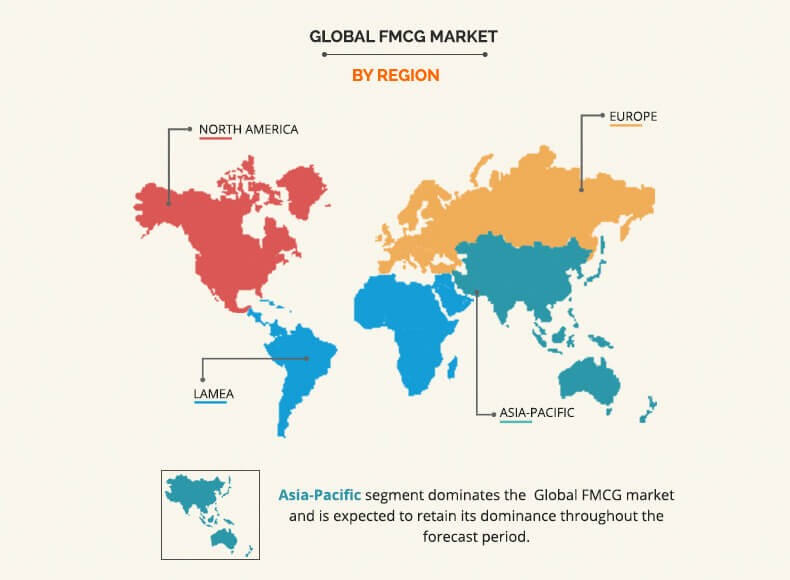 GLOBAL FMCG MARKET
BY REGION
NORTH AMERICA
EUROPE
LAMEA
ASIA-PACIFIC
Asia-Pacific segment dominates the Global FMCG market
and is expected to retain its dominance throughout the
forecast period.